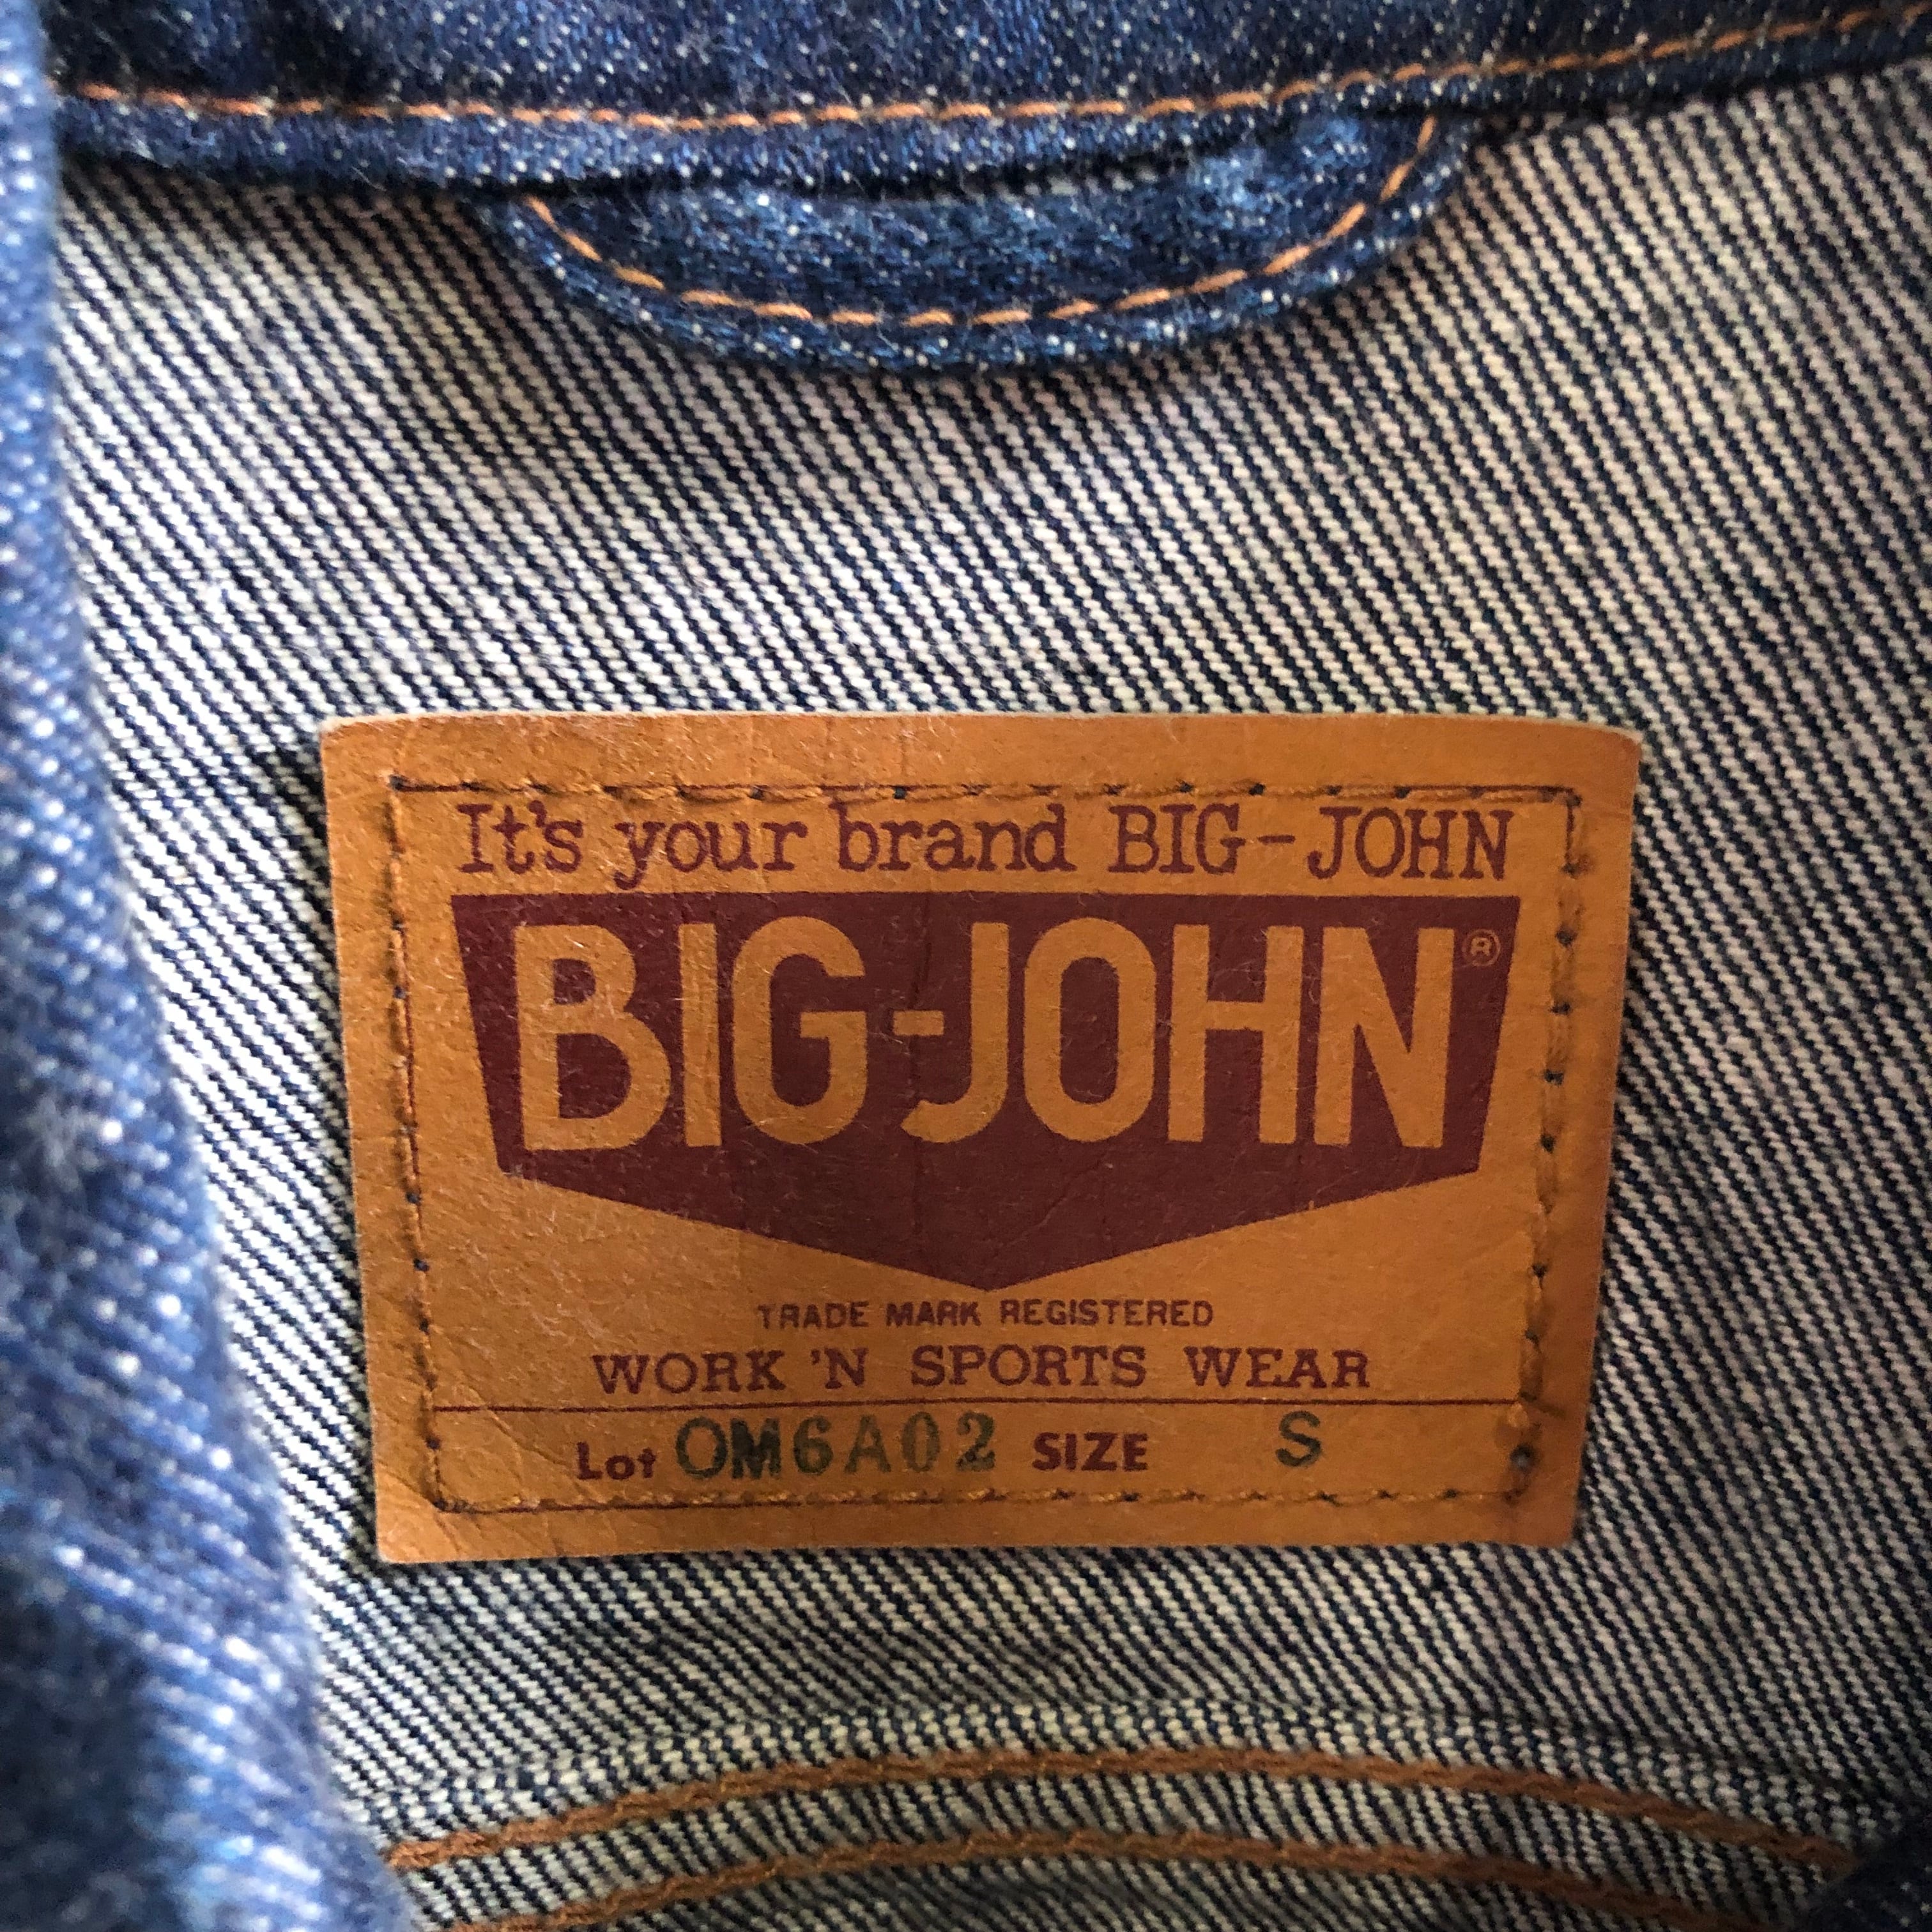 It's your brand BIG-JOHN
BIG-JOHN®
TRADE MARK REGISTERED
WORK 'N SPORTS WEAR
Lot OM6A02 SIZE S